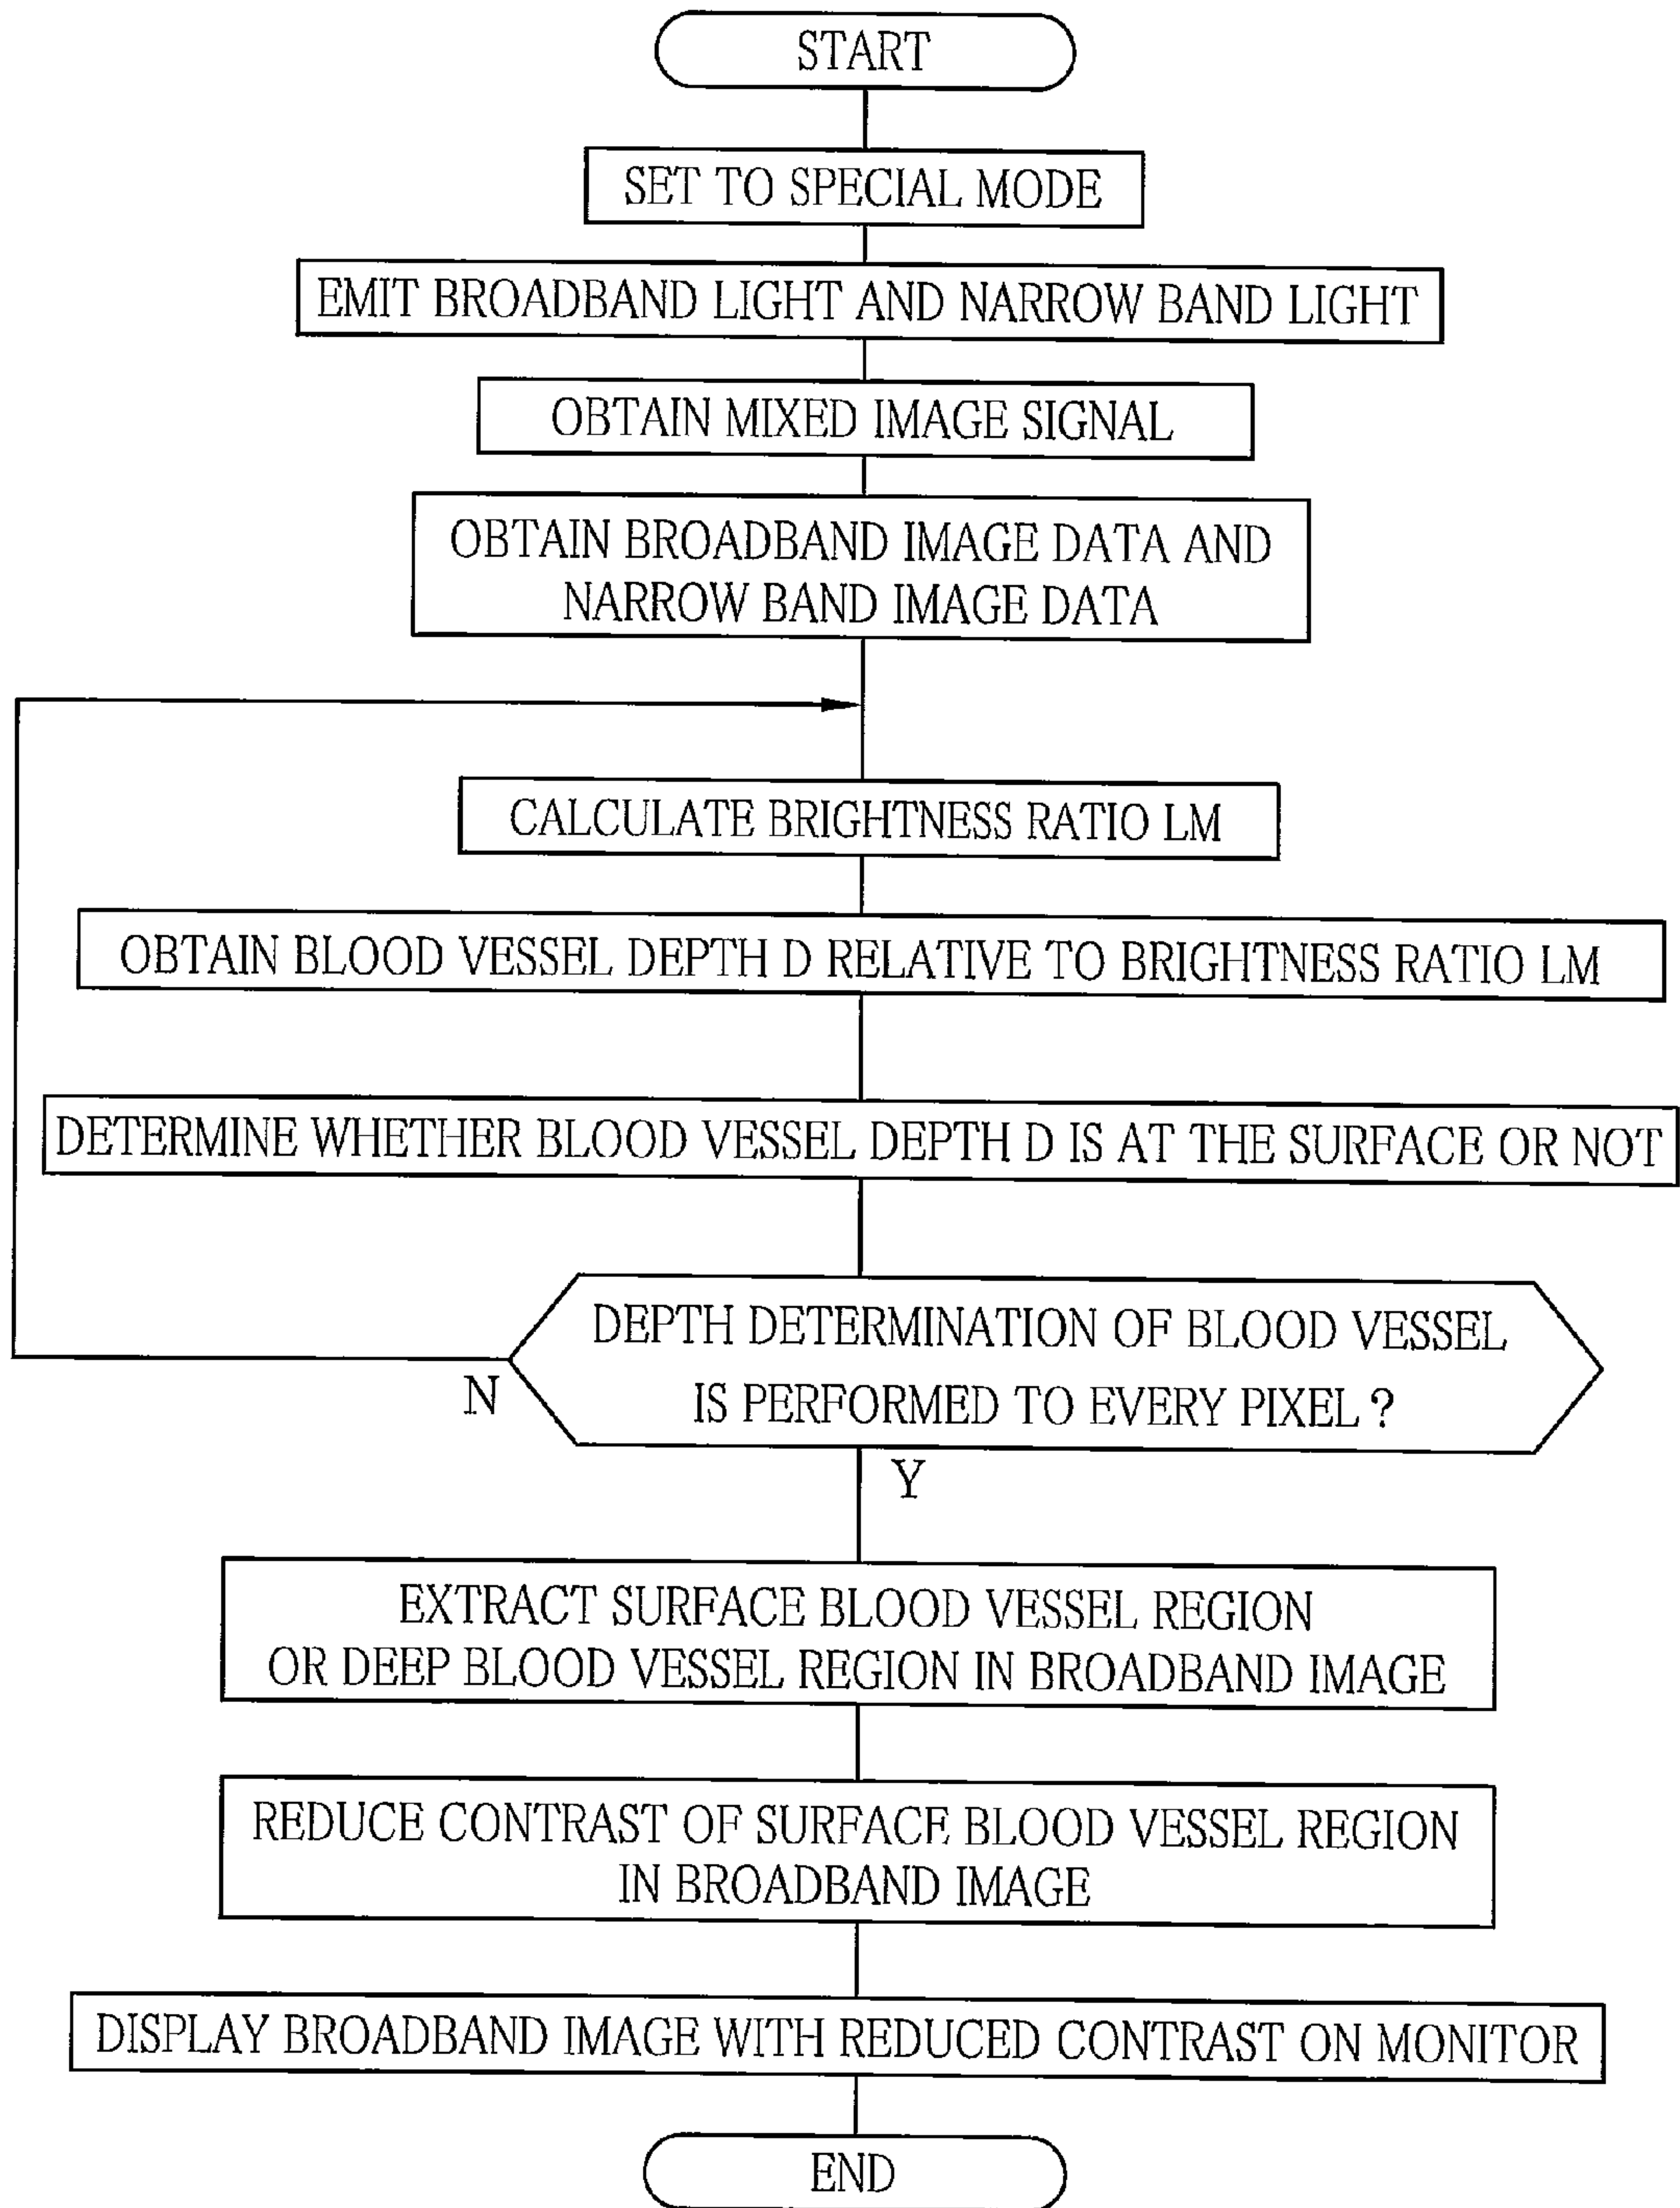 START
SET TO SPECIAL MODE
EMIT BROADBAND LIGHT AND NARROW BAND LIGHT
OBTAIN MIXED IMAGE SIGNAL
OBTAIN BROADBAND IMAGE DATA AND
NARROW BAND IMAGE DATA
CALCULATE BRIGHTNESS RATIO LM
OBTAIN BLOOD VESSEL DEPTH D RELATIVE TO BRIGHTNESS RATIO LM
DETERMINE WHETHER BLOOD VESSEL DEPTH D IS AT THE SURFACE OR NOT
DEPTH DETERMINATION OF BLOOD VESSEL
IS PERFORMED TO EVERY PIXEL ?
N
Y
EXTRACT SURFACE BLOOD VESSEL REGION
OR DEEP BLOOD VESSEL REGION IN BROADBAND IMAGE
REDUCE CONTRAST OF SURFACE BLOOD VESSEL REGION
IN BROADBAND IMAGE
DISPLAY BROADBAND IMAGE WITH REDUCED CONTRAST ON MONITOR
END